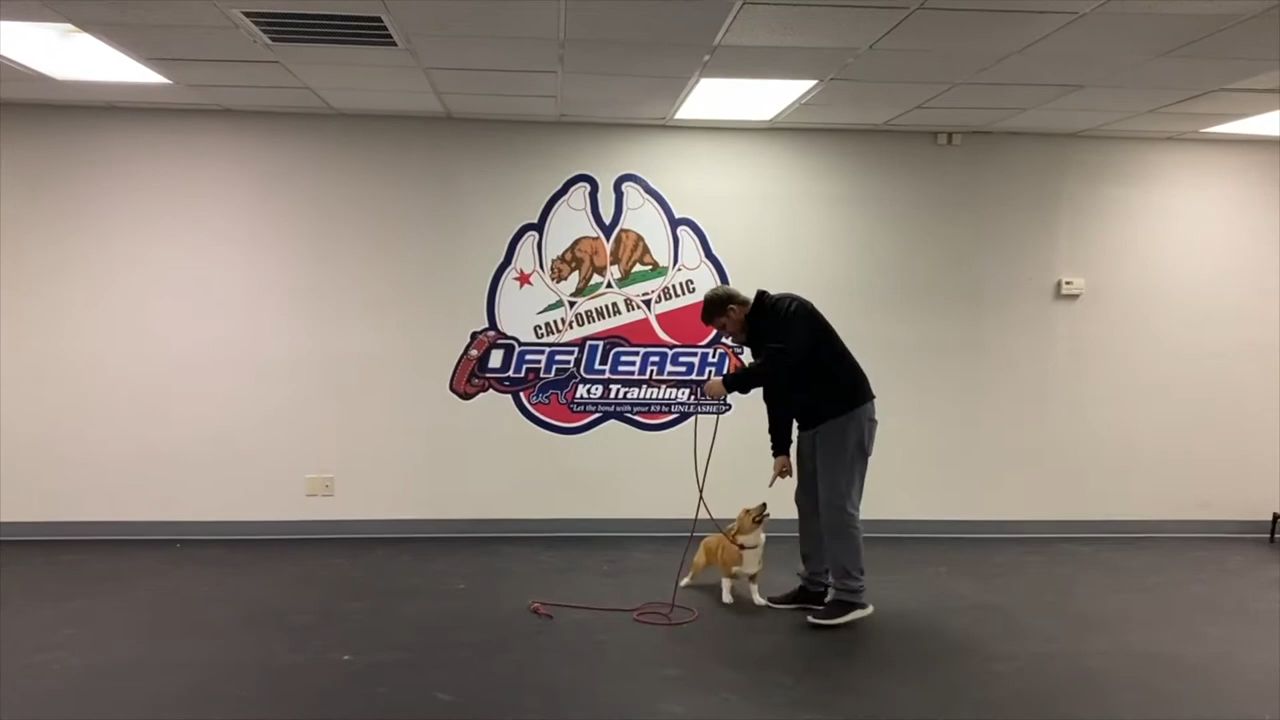 CALIFORNIA REPUBLIC
OFF LEASH
K9 Training,
"Let the bond with your K9 be UNLEASHED"